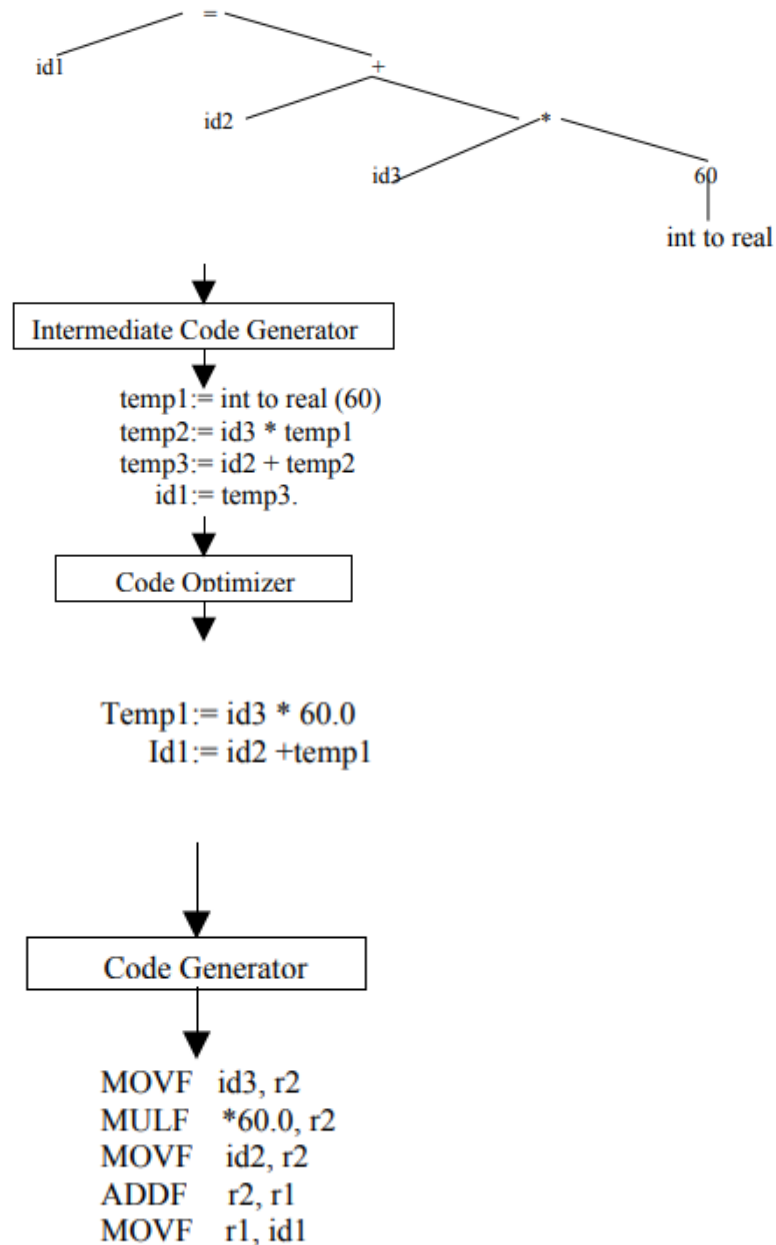 =
id1
+
id2
*
id3
60
int to real
Intermediate Code Generator
temp1:= int to real (60)
temp2:= id3 * temp1
temp3:= id2 + temp2
id1:= temp3.
Code Optimizer
Temp1:= id3 * 60.0
Id1:= id2 +temp1
Code Generator
MOVF id3, r2
MULF *60.0, r2
MOVF id2, r2
ADDF r2, r1
MOVF r1, id1